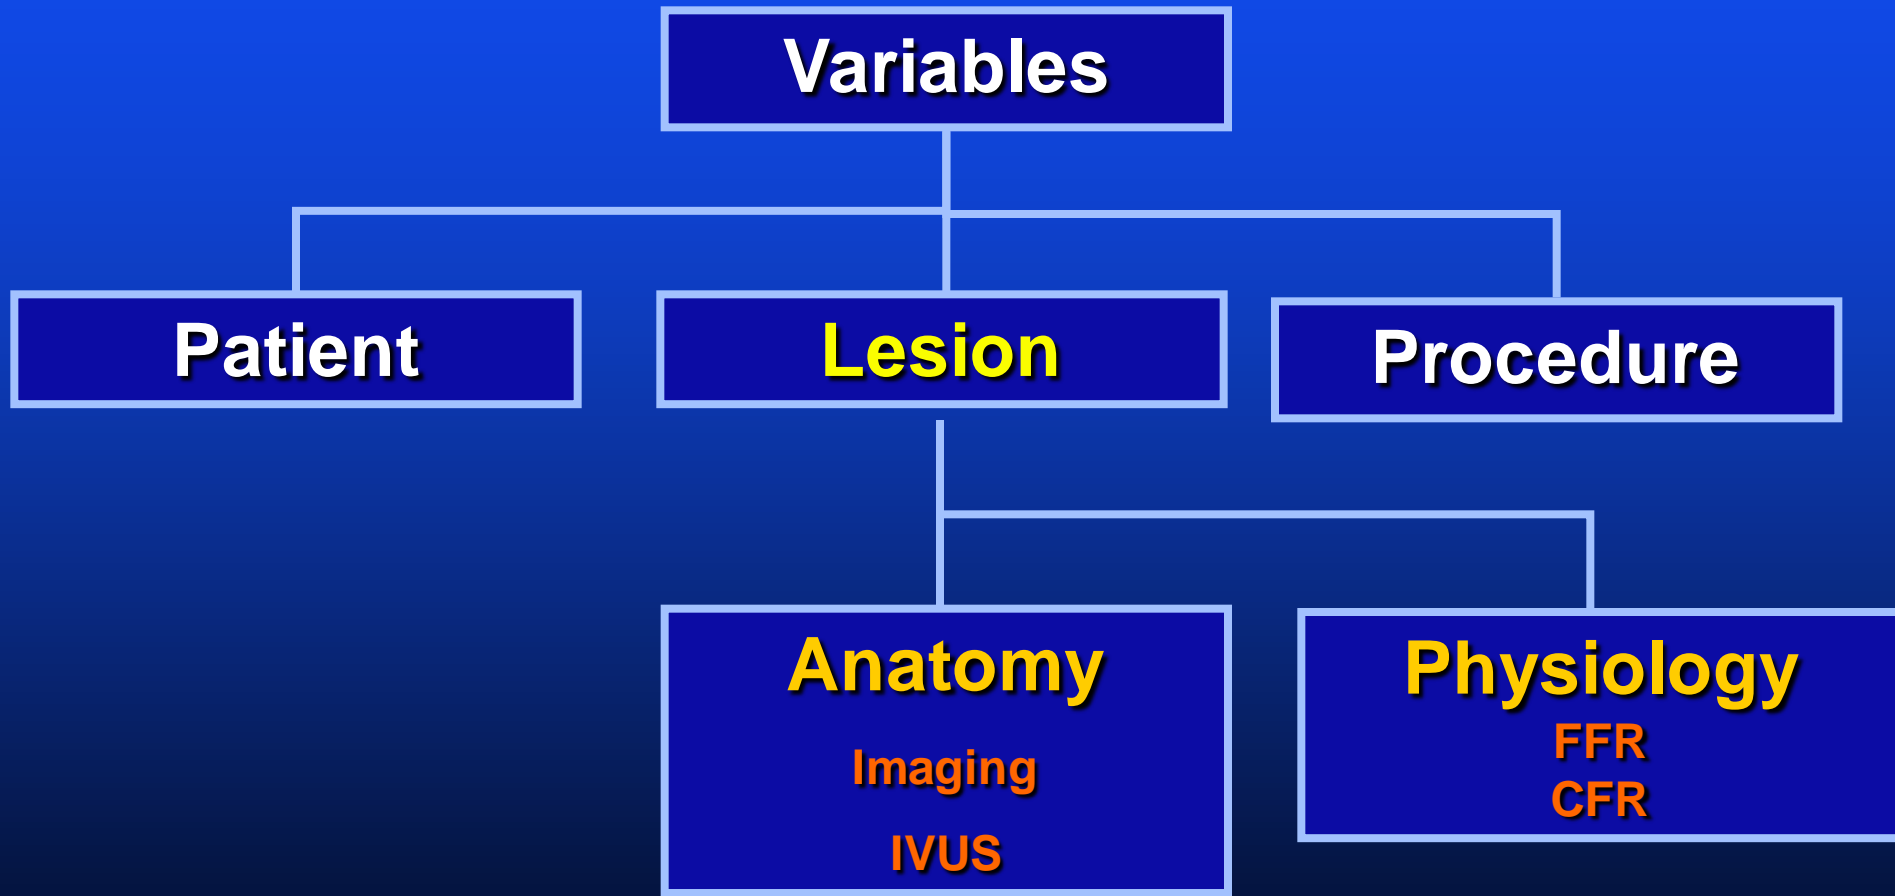 Variables
Patient
Lesion
Procedure
Anatomy
Imaging
IVUS
Physiology
FFR
CFR